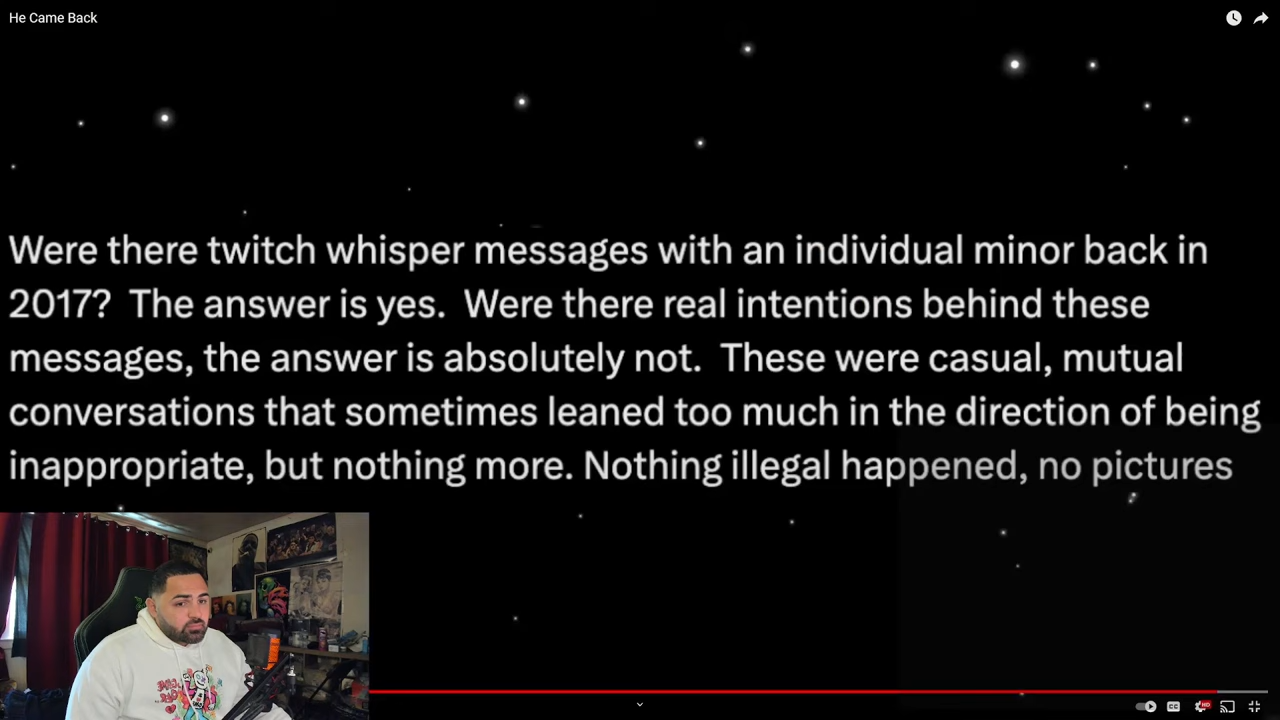 He Came Back
Were there twitch whisper messages with an individual minor back in
2017?  The answer is yes.  Were there real intentions behind these
messages, the answer is absolutely not.  These were casual, mutual
conversations that sometimes leaned too much in the direction of being
inappropriate, but nothing more. Nothing illegal happened, no pictures
CC
HD